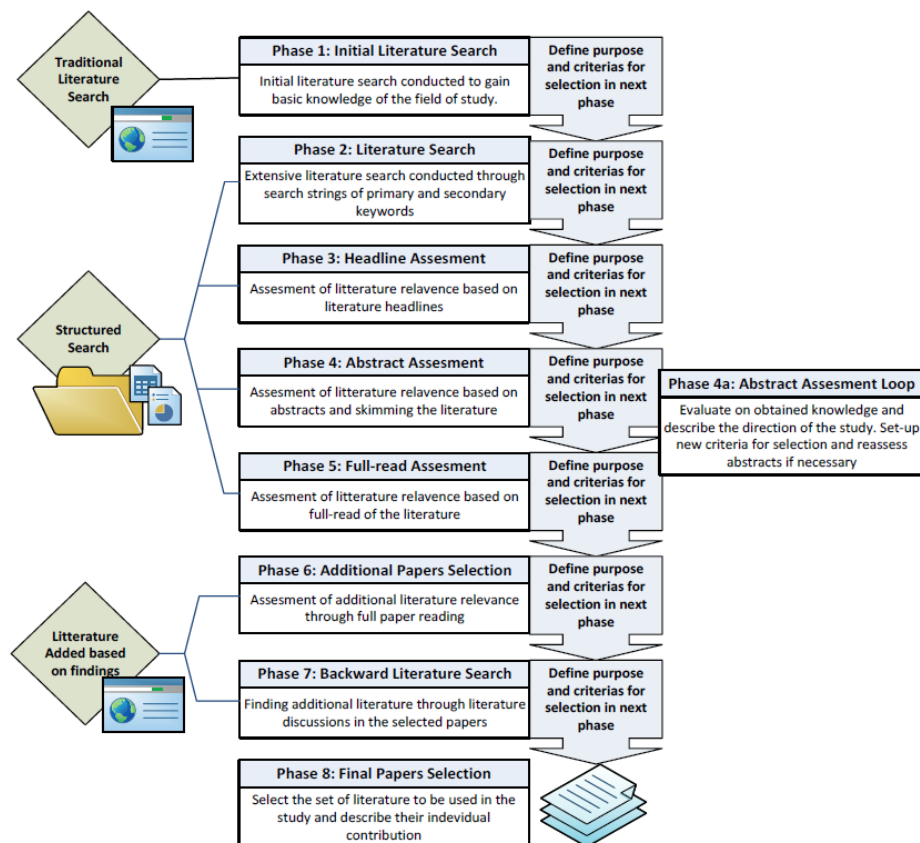 Traditional
Literature
Search
Phase 1: Initial Literature Search
Initial literature search conducted to gain
basic knowledge of the field of study.
Define purpose
and criterias for
selection in next
phase
Phase 2: Literature Search
Extensive literature search conducted through
search strings of primary and secondary
keywords
Define purpose
and criterias for
selection in next
phase
Structured
Search
Phase 3: Headline Assesment
Assesment of litterature relavence based on
literature headlines
Define purpose
and criterias for
selection in next
phase
Phase 4: Abstract Assesment
Assesment of litterature relavence based on
abstracts and skimming the literature
Define purpose
and criterias for
selection in next
phase
Phase 4a: Abstract Assesment Loop
Evaluate on obtained knowledge and
describe the direction of the study. Set-up
new criteria for selection and reassess
abstracts if necessary
Phase 5: Full-read Assesment
Assesment of litterature relavence based on
full-read of the literature
Define purpose
and criterias for
selection in next
phase
Litterature
Added based
on findings
Phase 6: Additional Papers Selection
Assesment of additional literature relevance
through full paper reading
Define purpose
and criterias for
selection in next
phase
Phase 7: Backward Literature Search
Finding additional literature through literature
discussions in the selected papers
Define purpose
and criterias for
selection in next
phase
Phase 8: Final Papers Selection
Select the set of literature to be used in the
study and describe their indevidual
contribution